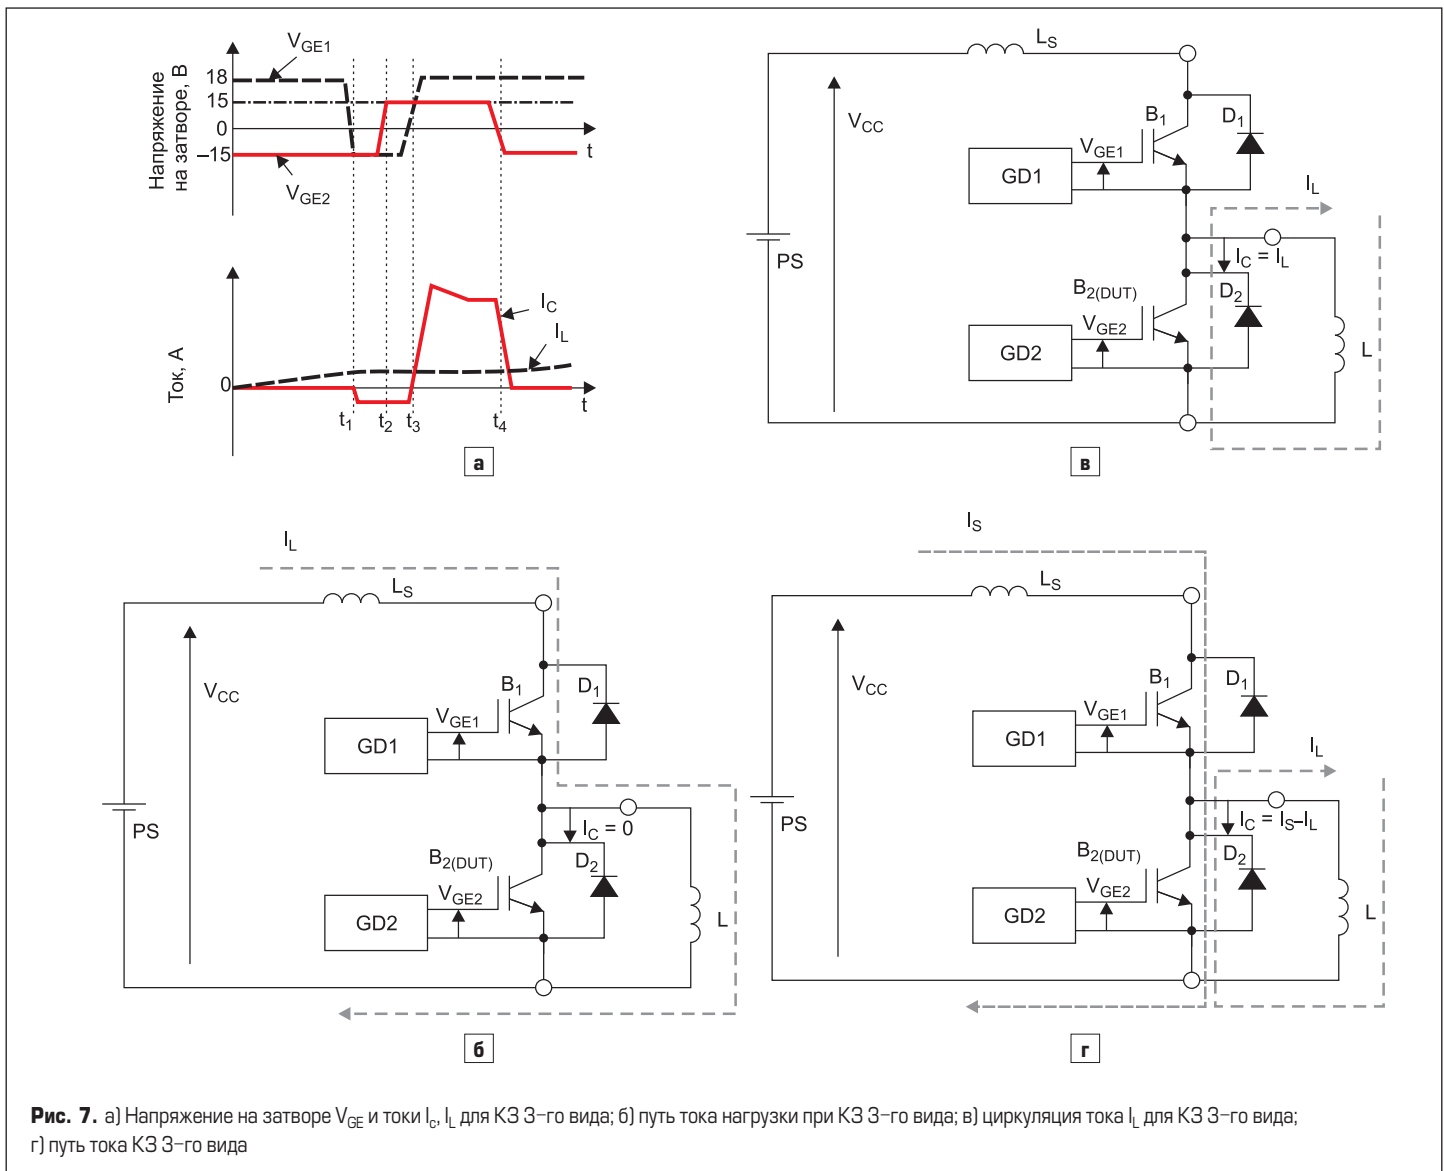 Напряжение
на затворе, В
V_GE1
18
15
0
–15
V_GE2
t
Ток, А
0
I_C
I_L
t_1
t_2
t_3
t_4
t
а
L_S
V_CC
B_1
D_1
V_GE1
GD1
I_L
PS
I_C = I_L
B_2(DUT)
D_2
V_GE2
GD2
L
в
I_L
L_S
V_CC
B_1
D_1
V_GE1
GD1
PS
I_C = 0
B_2(DUT)
D_2
V_GE2
GD2
L
б
I_S
L_S
V_CC
B_1
D_1
V_GE1
GD1
I_L
PS
I_C = I_S–I_L
B_2(DUT)
D_2
V_GE2
GD2
L
г
Рис. 7. а) Напряжение на затворе V_GE и токи I_c, I_L для КЗ 3–го вида; б) путь тока нагрузки при КЗ 3–го вида; в) циркуляция тока I_L для КЗ 3–го вида;
г) путь тока КЗ 3–го вида